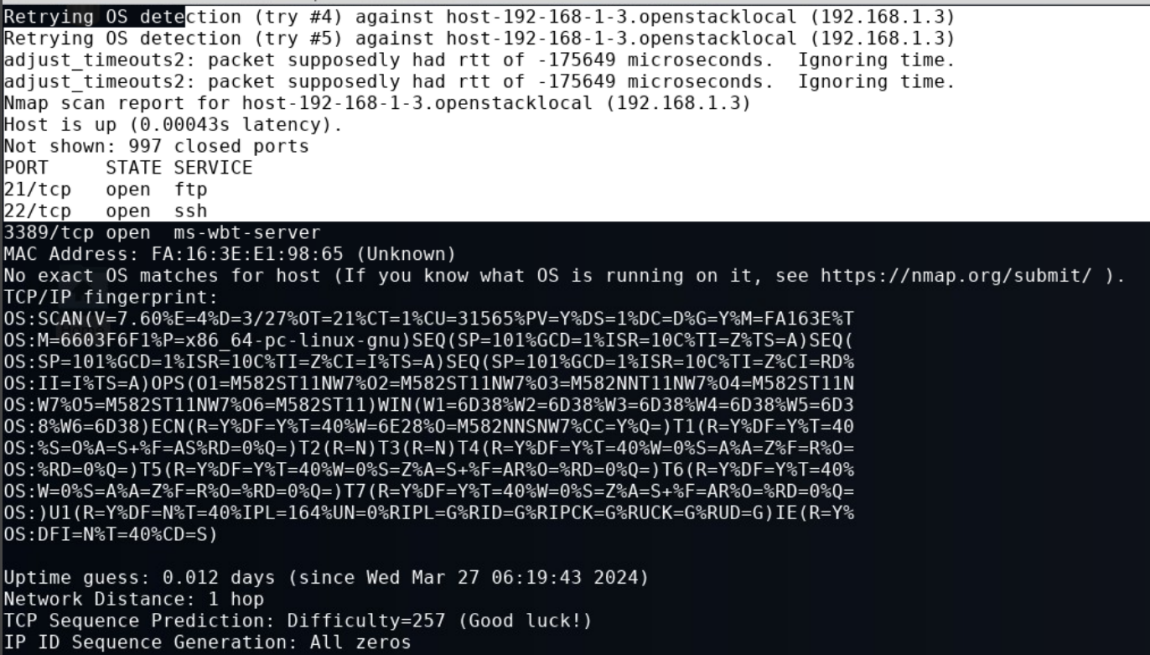 Retrying OS detection (try #4) against host-192-168-1-3.openstacklocal (192.168.1.3)
Retrying OS detection (try #5) against host-192-168-1-3.openstacklocal (192.168.1.3)
adjust_timeouts2: packet supposedly had rtt of -175649 microseconds.  Ignoring time.
adjust_timeouts2: packet supposedly had rtt of -175649 microseconds.  Ignoring time.
Nmap scan report for host-192-168-1-3.openstacklocal (192.168.1.3)
Host is up (0.00043s latency).
Not shown: 997 closed ports
PORT     STATE SERVICE
21/tcp   open  ftp
22/tcp   open  ssh
3389/tcp open  ms-wbt-server
MAC Address: FA:16:3E:E1:98:65 (Unknown)
No exact OS matches for host (If you know what OS is running on it, see https://nmap.org/submit/ ).
TCP/IP fingerprint:
OS:SCAN(V=7.60%E=4%D=3/27%OT=21%CT=1%CU=31565%PV=Y%DS=1%DC=D%G=Y%M=FA163E%T
OS:M=6603F6F1%P=x86_64-pc-linux-gnu)SEQ(SP=101%GCD=1%ISR=10C%TI=Z%TS=A)SEQ(
OS:SP=101%GCD=1%ISR=10C%TI=Z%CI=I%TS=A)SEQ(SP=101%GCD=1%ISR=10C%TI=Z%CI=RD%
OS:II=I%TS=A)OPS(O1=M582ST11NW7%O2=M582ST11NW7%O3=M582NNT11NW7%O4=M582ST11N
OS:W7%O5=M582ST11NW7%O6=M582ST11)WIN(W1=6D38%W2=6D38%W3=6D38%W4=6D38%W5=6D3
OS:8%W6=6D38)ECN(R=Y%DF=Y%T=40%W=6E28%O=M582NNSNW7%CC=Y%Q=)T1(R=Y%DF=Y%T=40
OS:%S=O%A=S+%F=AS%RD=0%Q=)T2(R=N)T3(R=N)T4(R=Y%DF=Y%T=40%W=0%S=A%A=Z%F=R%O=
OS:%RD=0%Q=)T5(R=Y%DF=Y%T=40%W=0%S=Z%A=S+%F=AR%O=%RD=0%Q=)T6(R=Y%DF=Y%T=40%
OS:W=0%S=A%A=Z%F=R%O=%RD=0%Q=)T7(R=Y%DF=Y%T=40%W=0%S=Z%A=S+%F=AR%O=%RD=0%Q=
OS:)U1(R=Y%DF=N%T=40%IPL=164%UN=0%RIPL=G%RID=G%RIPCK=G%RUCK=G%RUD=G)IE(R=Y%
OS:DFI=N%T=40%CD=S)
Uptime guess: 0.012 days (since Wed Mar 27 06:19:43 2024)
Network Distance: 1 hop
TCP Sequence Prediction: Difficulty=257 (Good luck!)
IP ID Sequence Generation: All zeros